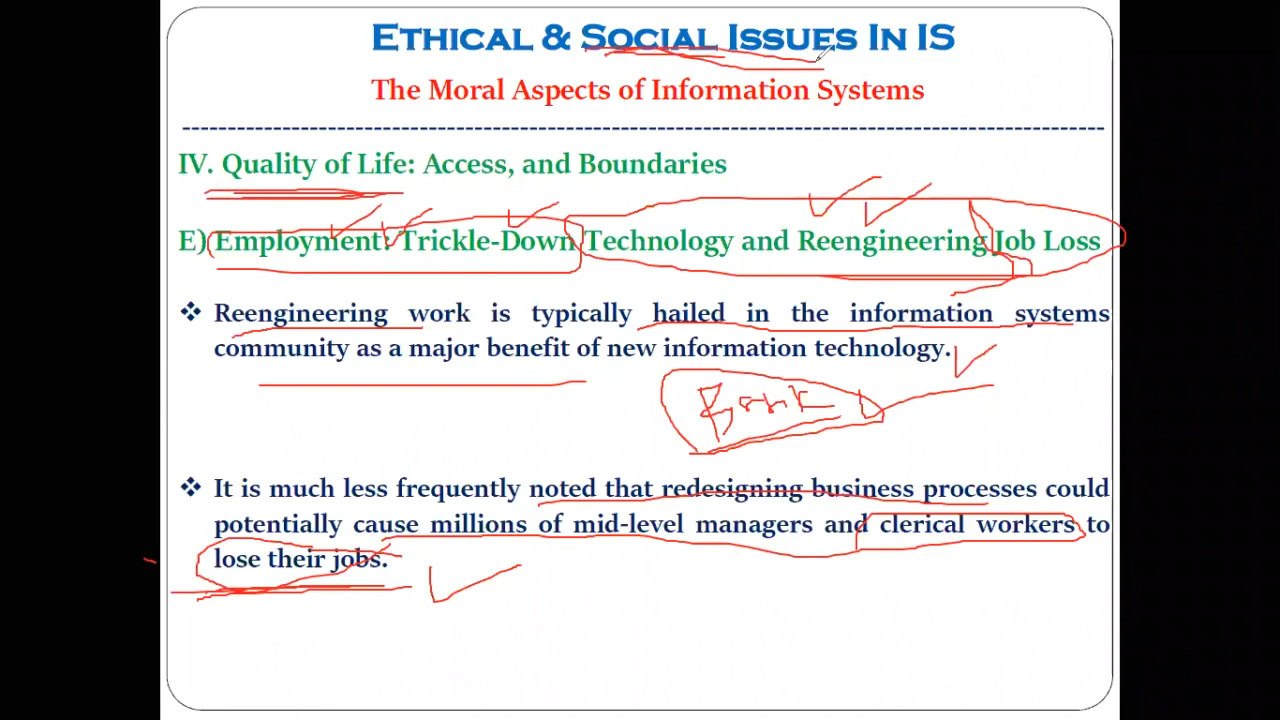 ETHICAL & SOCIAL ISSUES IN IS
The Moral Aspects of Information Systems
IV. Quality of Life: Access, and Boundaries
E) Employment: Trickle-Down Technology and Reengineering Job Loss
❖ Reengineering work is typically hailed in the information systems
community as a major benefit of new information technology.
Bank
❖ It is much less frequently noted that redesigning business processes could
potentially cause millions of mid-level managers and clerical workers to
lose their jobs.